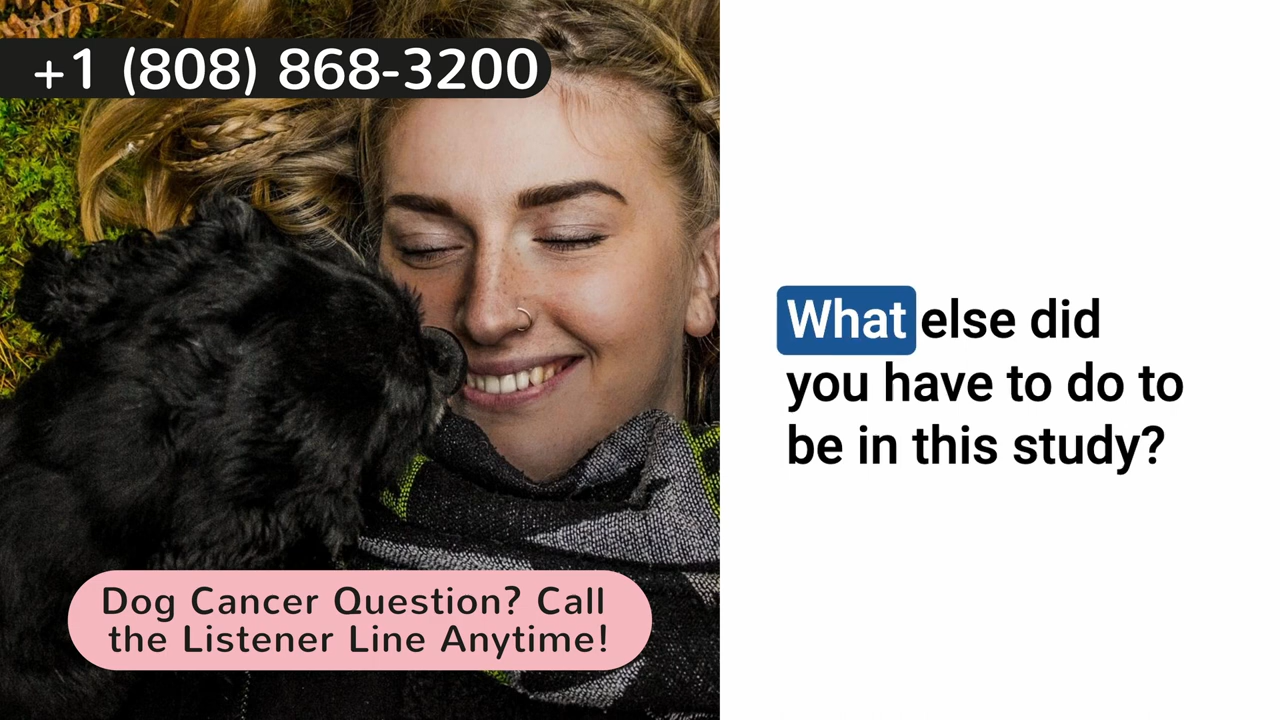 +1 (808) 868-3200
Dog Cancer Question? Call
the Listener Line Anytime!
What else did
you have to do to
be in this study?